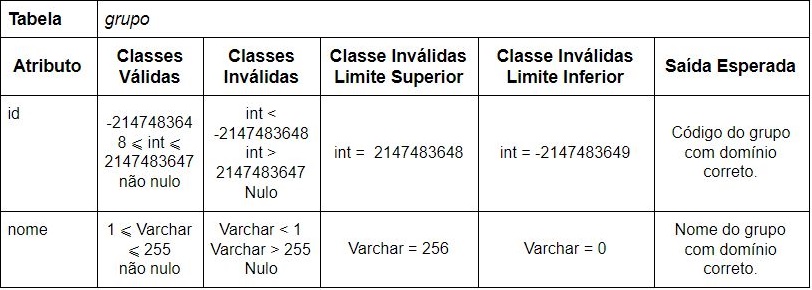 Tabela
grupo
Atributo
Classes
Válidas
Classes
Inválidas
Classe Inválidas
Limite Superior
Classe Inválidas
Limite Inferior
Saída Esperada
id
-214748364
8 ⩽ int ⩽
2147483647
não nulo
int <
-2147483648
int >
2147483647
Nulo
int = 2147483648
int = -2147483649
Código do grupo
com domínio
correto.
nome
1 ⩽ Varchar
⩽ 255
não nulo
Varchar < 1
Varchar > 255
Nulo
Varchar = 256
Varchar = 0
Nome do grupo
com domínio
correto.